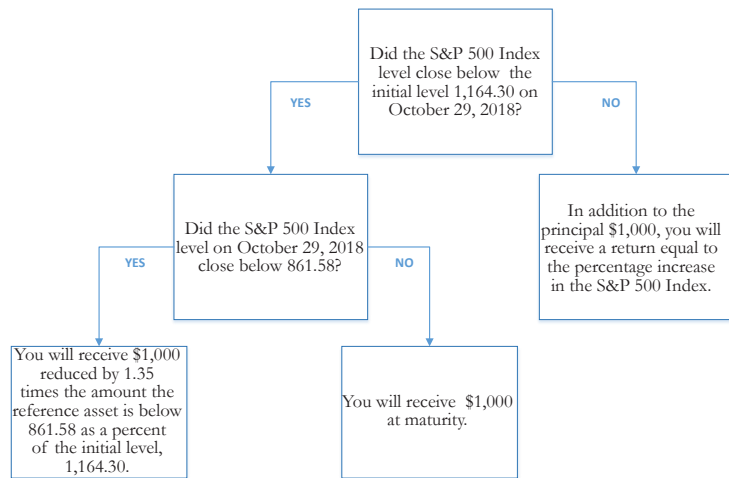 Did the S&P 500 Index
level close below the
initial level 1,164.30 on
October 29, 2018?
YES
NO
Did the S&P 500 Index
level on October 29, 2018
close below 861.58?
In addition to the
principal $1,000, you will
receive a return equal to
the percentage increase
in the S&P 500 Index.
YES
NO
You will receive $1,000
reduced by 1.35
times the amount the
reference asset is below
861.58 as a percent
of the initial level,
1,164.30.
You will receive $1,000
at maturity.